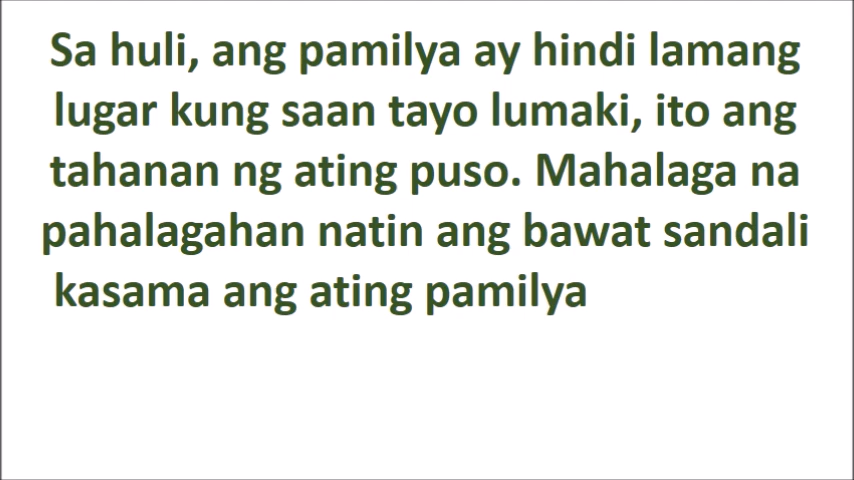 Sa huli, ang pamilya ay hindi lamang
lugar kung saan tayo lumaki, ito ang
tahanan ng ating puso. Mahalaga na
pahalagahan natin ang bawat sandali
kasama ang ating pamilya